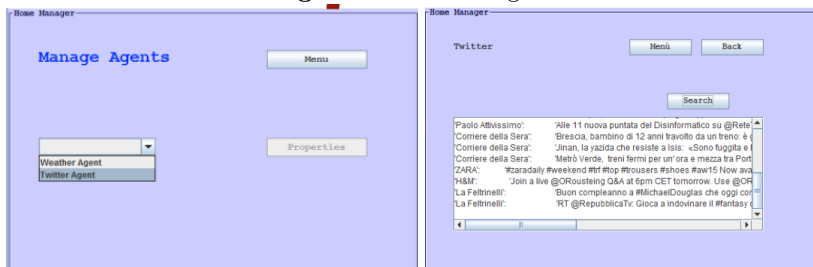 Home Manager
Manage Agents
Menu
Properties
Weather Agent
Twitter Agent
Home Manager
Twitter
Menù
Back
Search
'Paolo Attivissimo': 'Alle 11 nuova puntata del Disinformatico su @Rete
'Corriere della Sera': 'Brescia, bambino di 12 anni travolto da un treno: è g
'Corriere della Sera': 'Jinan, la yazida che resiste a Isis: «Sono fuggita e l
'Corriere della Sera': 'Metrò Verde, treni fermi per un'ora e mezza tra Port
'ZARA': '#zaradaily #weekend #trf #top #trousers #shoes #aw15 Now ava
'H&M': 'Join a live @ORousteing Q&A at 6pm CET tomorrow. Use @OR
'La Feltrinelli': 'Buon compleanno a #MichaelDouglas che oggi com
'La Feltrinelli': 'RT @RepubblicaTv: Gioca a indovinare il #fantasy